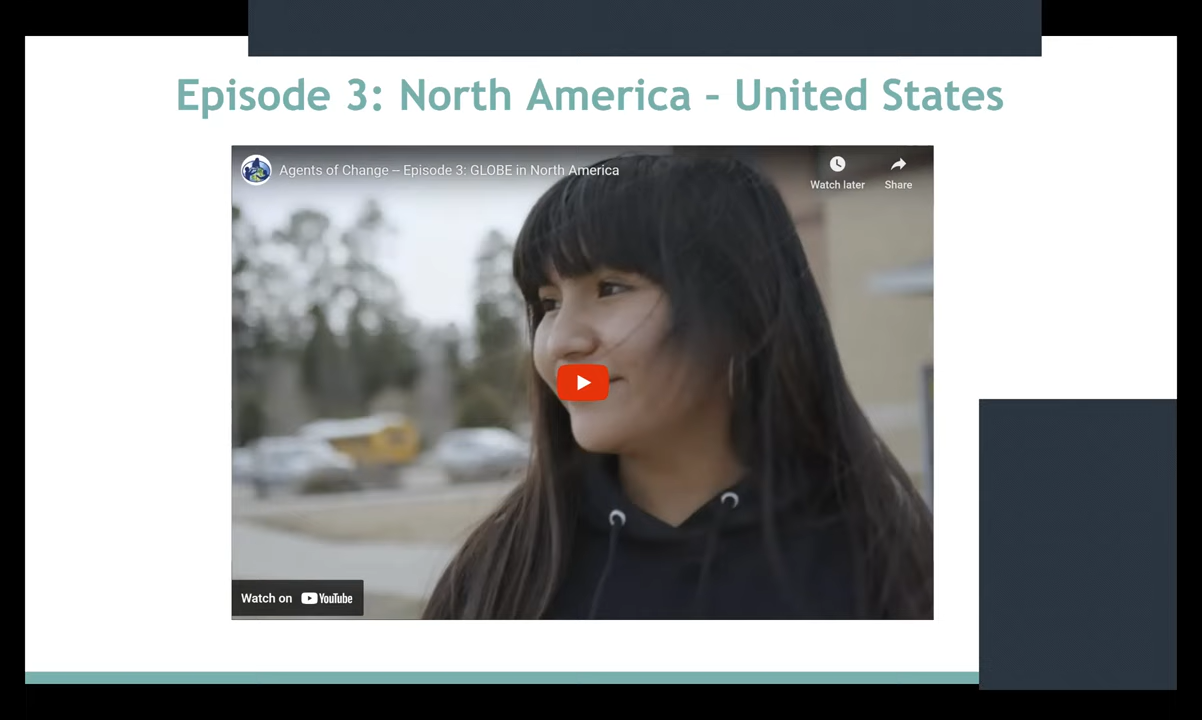 Episode 3: North America – United States
Agents of Change – Episode 3: GLOBE in North America
Watch later
Share
Watch on YouTube